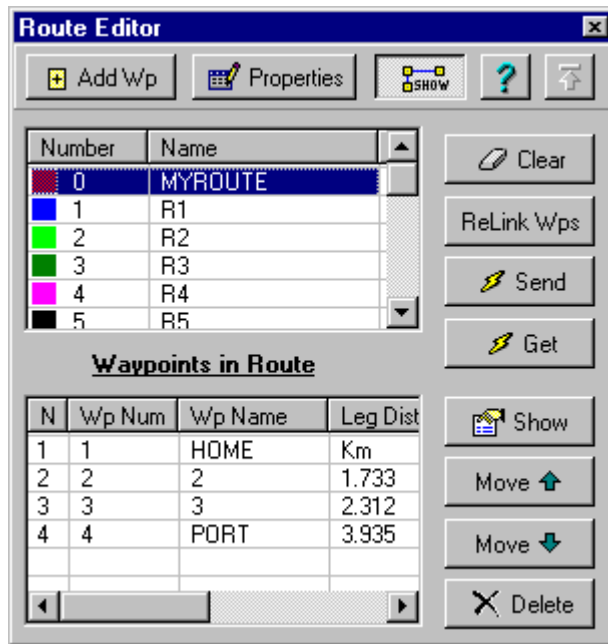 Route Editor
Add Wp Properties SHOW ?
Number Name
0 MYROUTE
1 R1
2 R2
3 R3
4 R4
5 R5
Clear
ReLink Wps
Send
Get
Waypoints in Route
N Wp Num Wp Name Leg Dist
1 1 HOME Km
2 2 2 1.733
3 3 3 2.312
4 4 PORT 3.935
Show
Move
Move
Delete